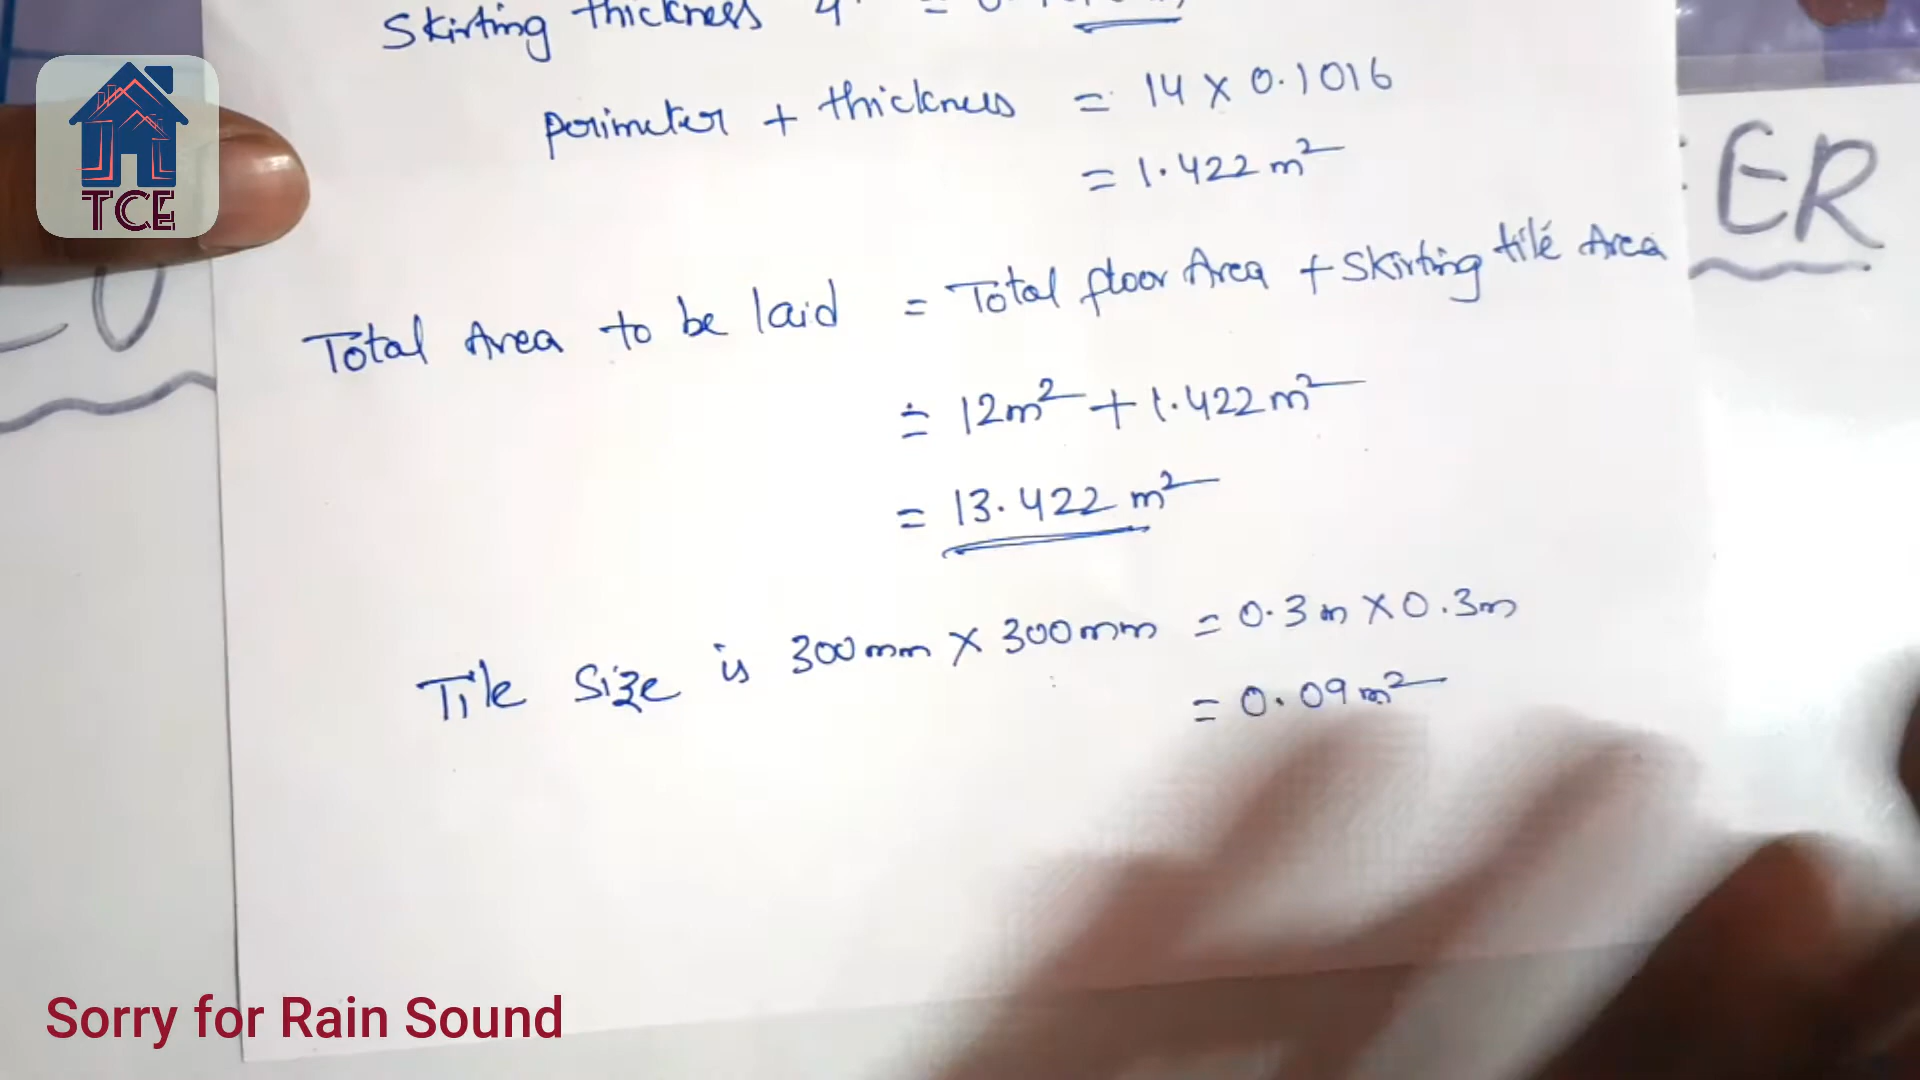 Skirting thickness 4" =
perimeter + thickness = 14 X 0.1016
= 1.422 m²
Total Area to be laid = Total floor Area + Skirting tile Area
= 12m² + 1.422 m²
= 13.422 m²
Tile Size is 300mm X 300mm = 0.3m X 0.3m
= 0.09m²
ER
TCE
Sorry for Rain Sound